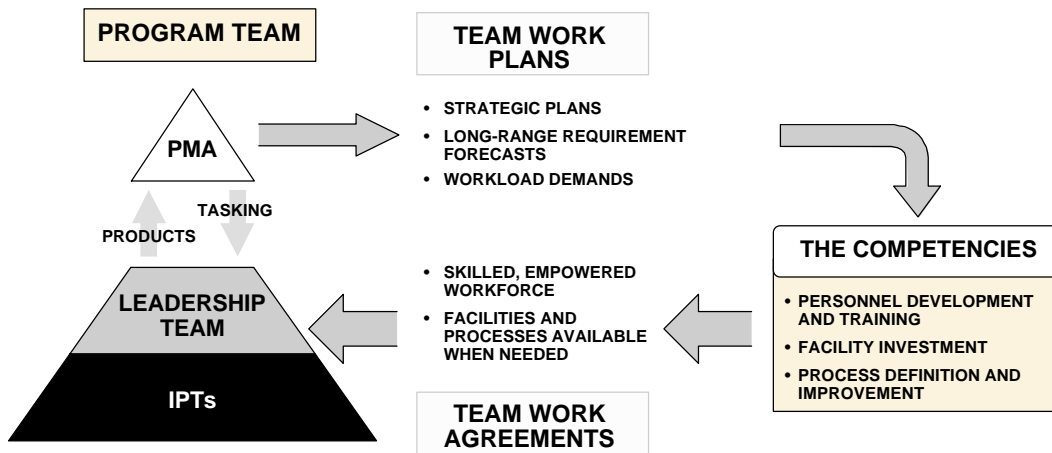 PROGRAM TEAM
TEAM WORK
PLANS
• STRATEGIC PLANS
• LONG-RANGE REQUIREMENT
FORECASTS
• WORKLOAD DEMANDS
PMA
TASKING
PRODUCTS
LEADERSHIP
TEAM
IPTs
THE COMPETENCIES
• PERSONNEL DEVELOPMENT
AND TRAINING
• FACILITY INVESTMENT
• PROCESS DEFINITION AND
IMPROVEMENT
• SKILLED, EMPOWERED
WORKFORCE
• FACILITIES AND
PROCESSES AVAILABLE
WHEN NEEDED
TEAM WORK
AGREEMENTS